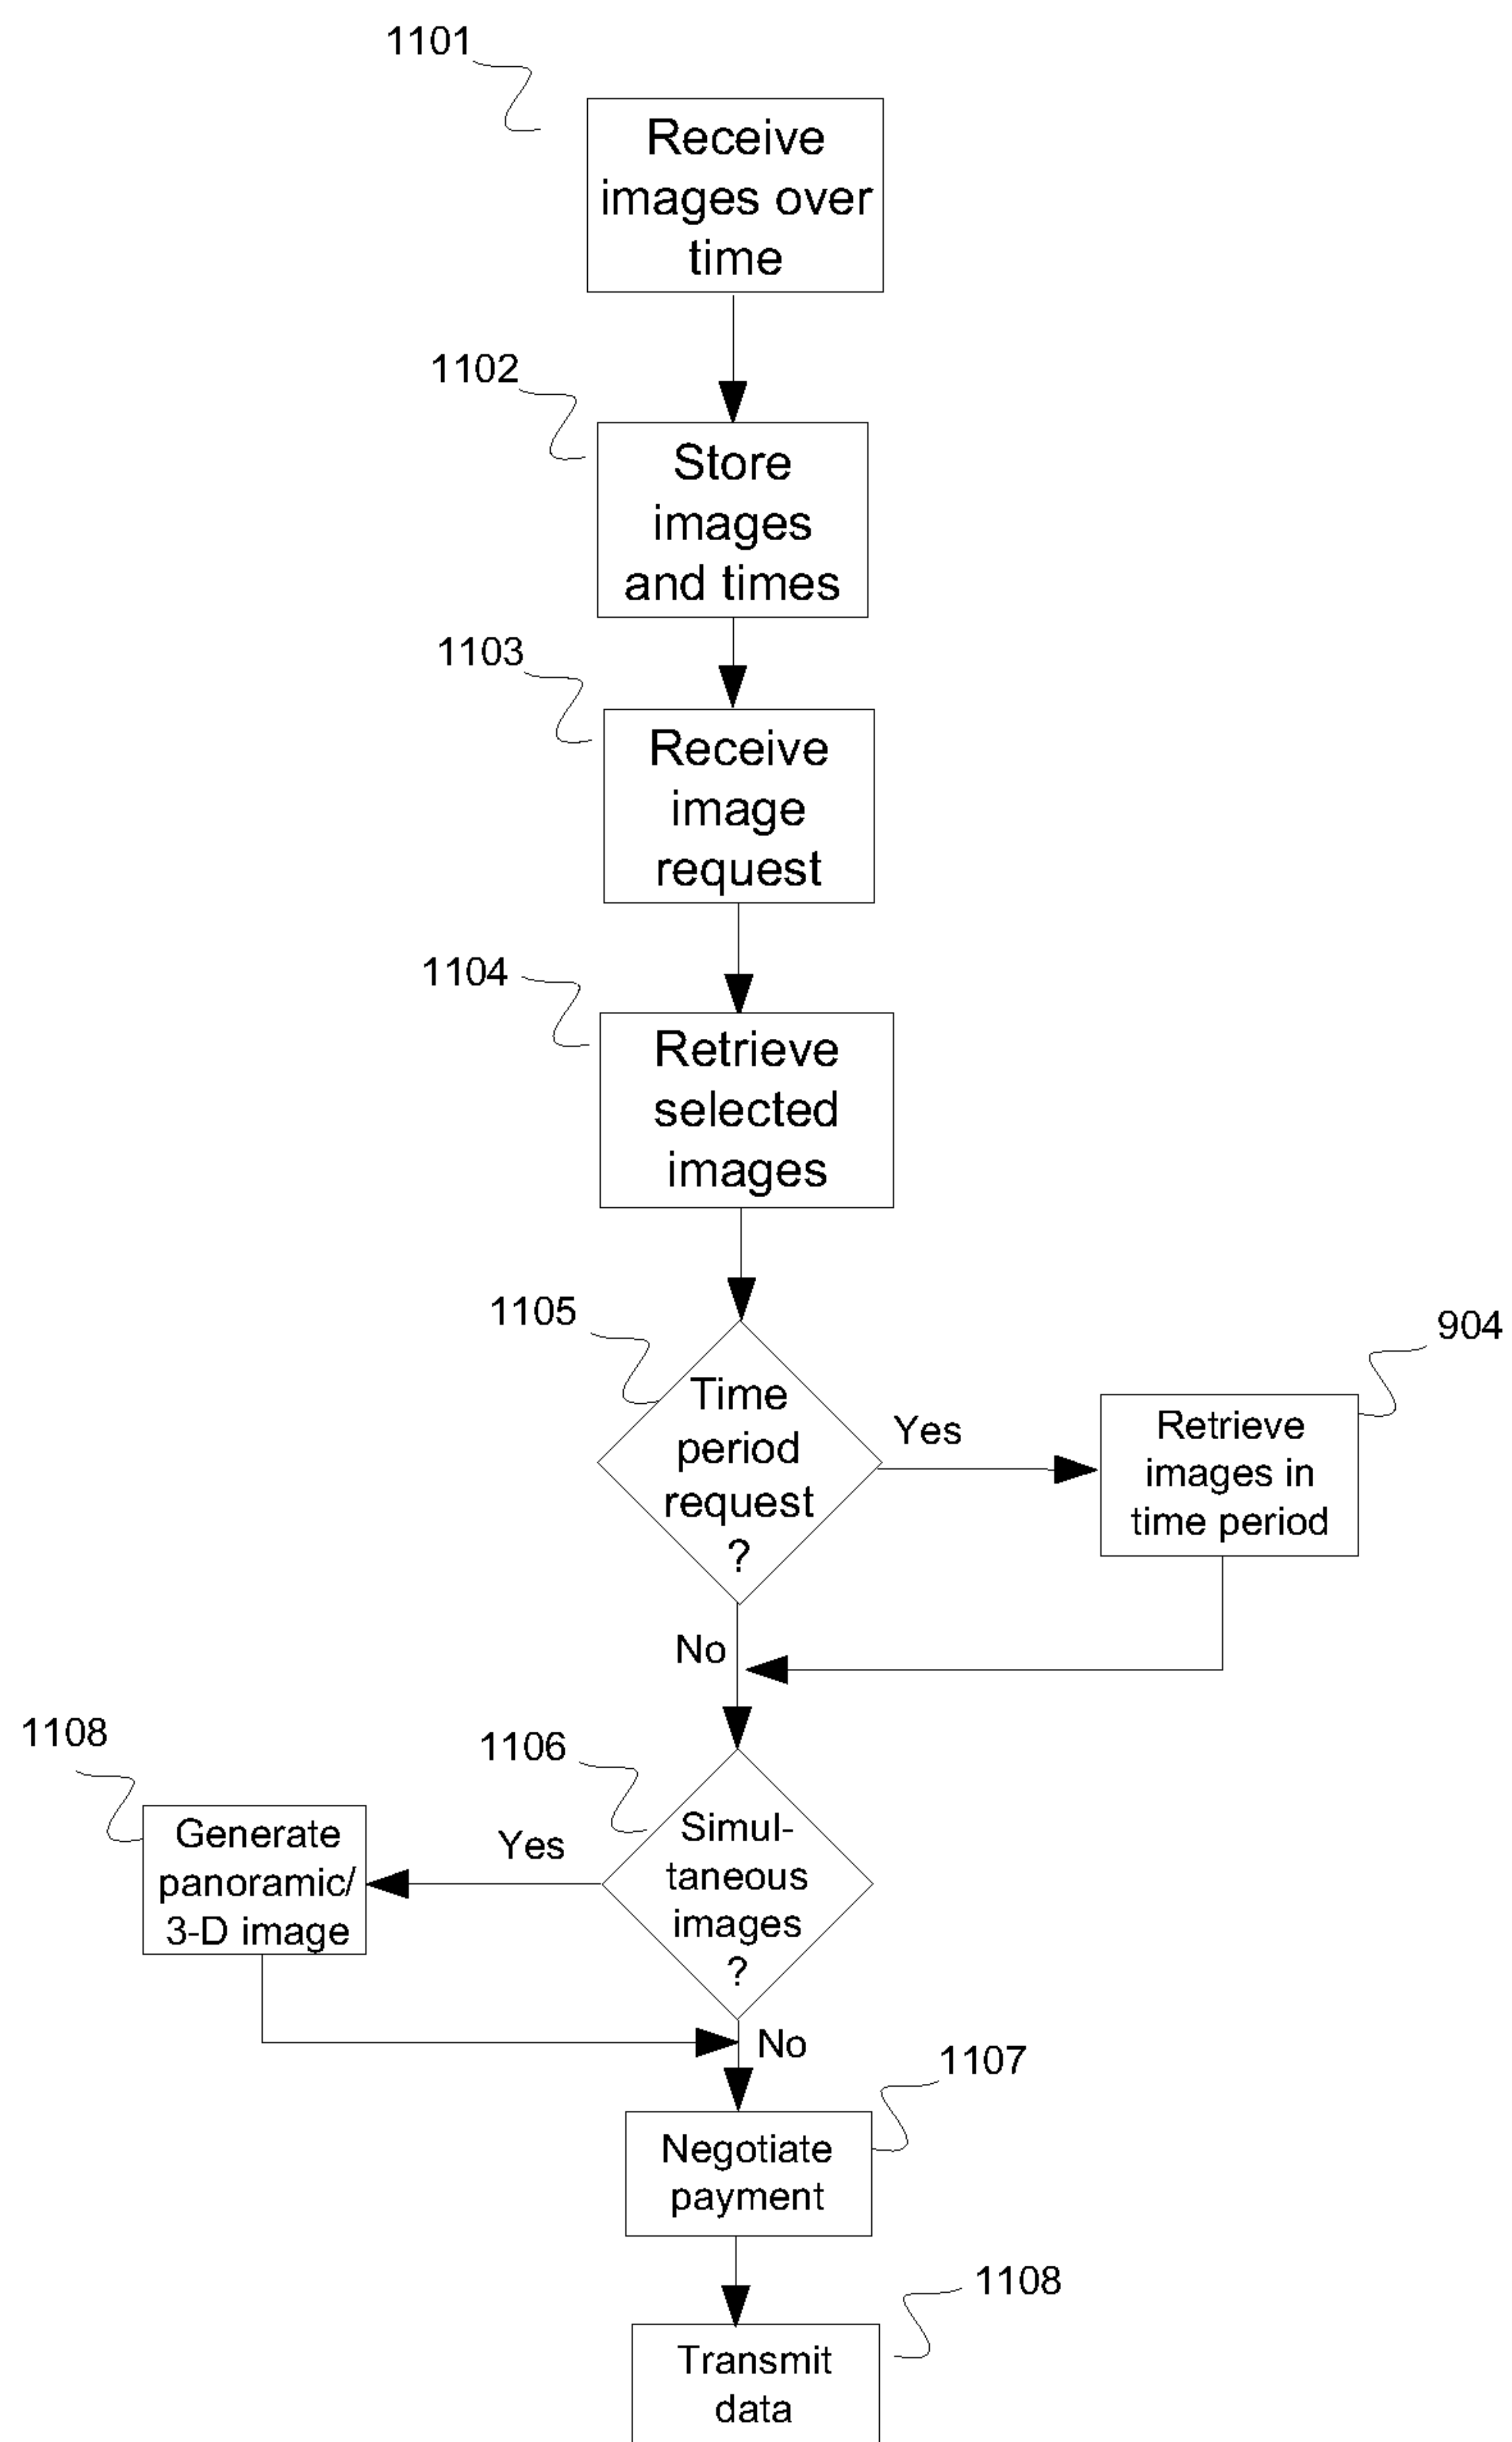 1101
Receive
images over
time
1102
Store
images
and times
1103
Receive
image
request
1104
Retrieve
selected
images
1105
Time
period
request
?
Yes
904
Retrieve
images in
time period
No
1108
Generate
panoramic/
3-D image
Yes
1106
Simul-
taneous
images
?
No
1107
Negotiate
payment
1108
Transmit
data